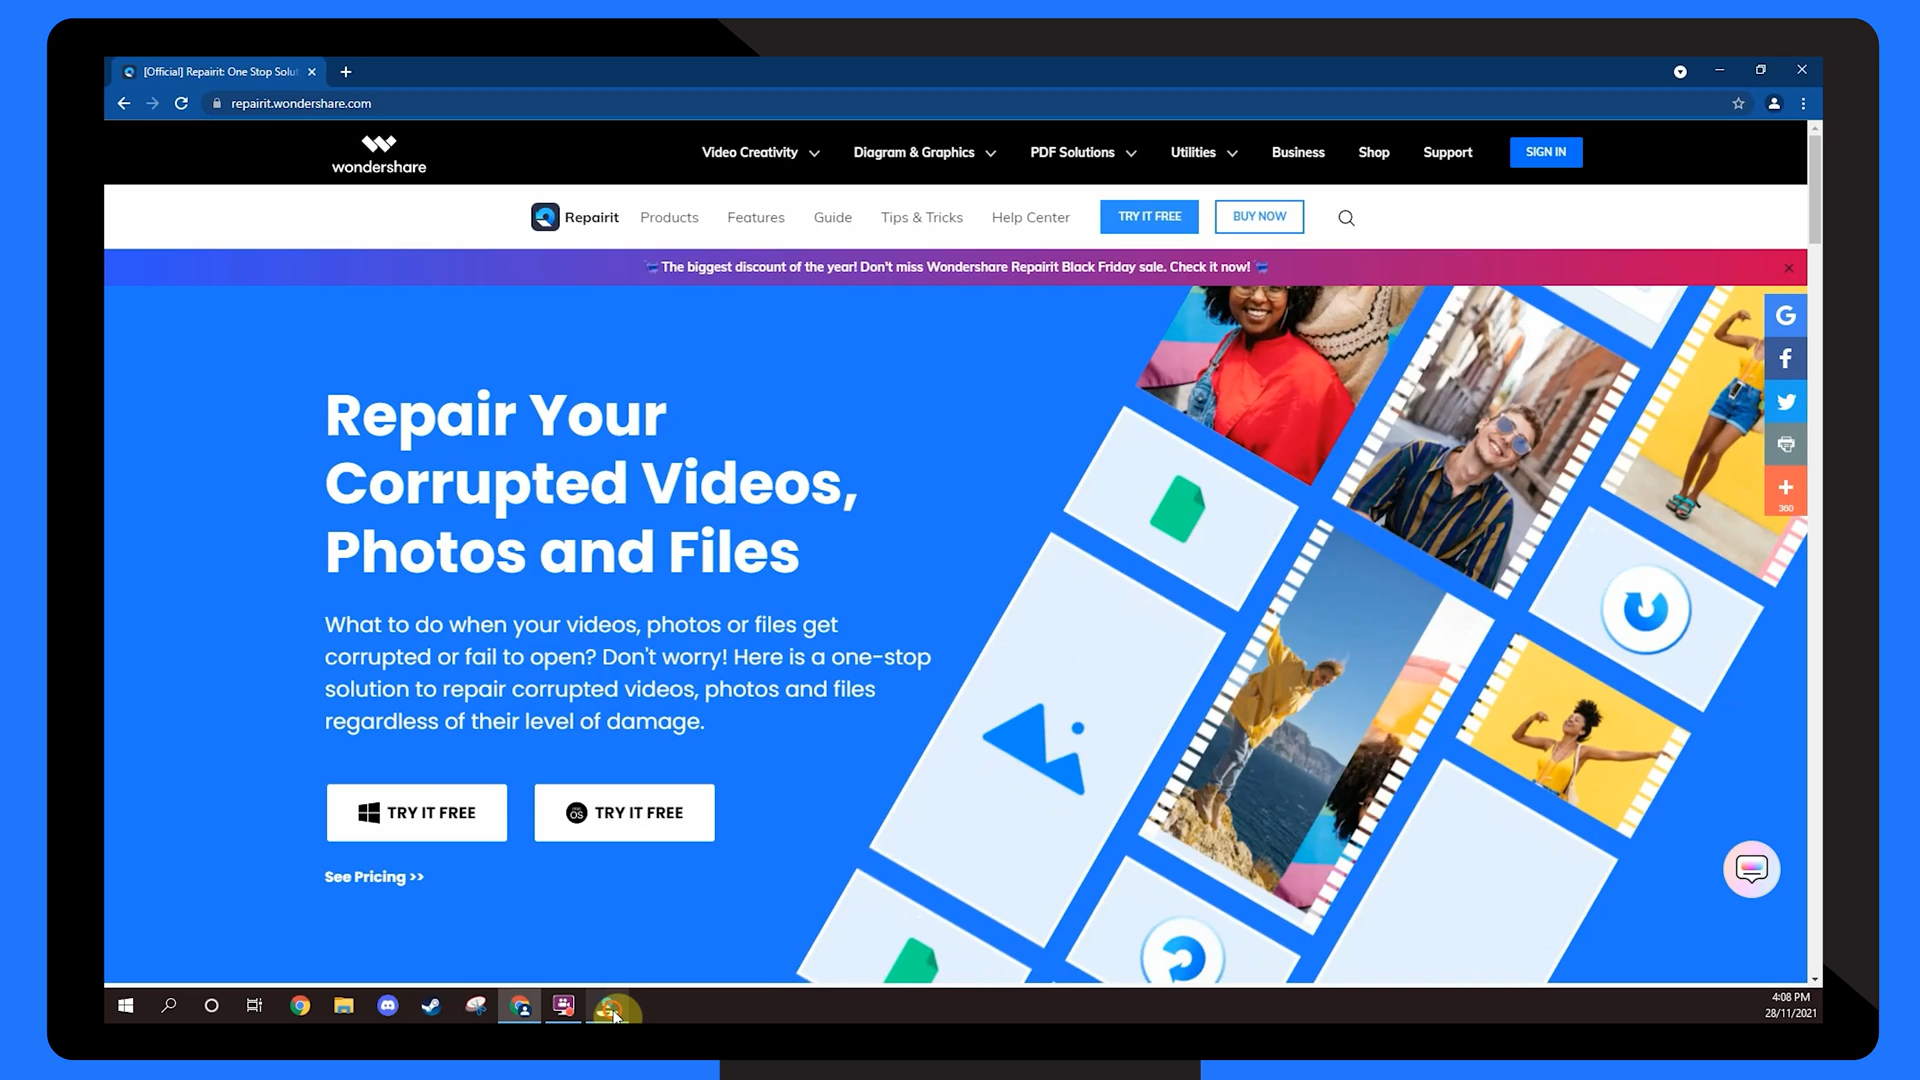 [Official] Repairit: One Stop Solut
repairit.wondershare.com
wondershare
Video Creativity
Diagram & Graphics
PDF Solutions
Utilities
Business
Shop
Support
SIGN IN
Repairit
Products
Features
Guide
Tips & Tricks
Help Center
TRY IT FREE
BUY NOW
The biggest discount of the year! Don't miss Wondershare Repairit Black Friday sale. Check it now!
Repair Your
Corrupted Videos,
Photos and Files
360
What to do when your videos, photos or files get
corrupted or fail to open? Don't worry! Here is a one-stop
solution to repair corrupted videos, photos and files
regardless of their level of damage.
TRY IT FREE
TRY IT FREE
See Pricing >>
4:08 PM
28/11/2021